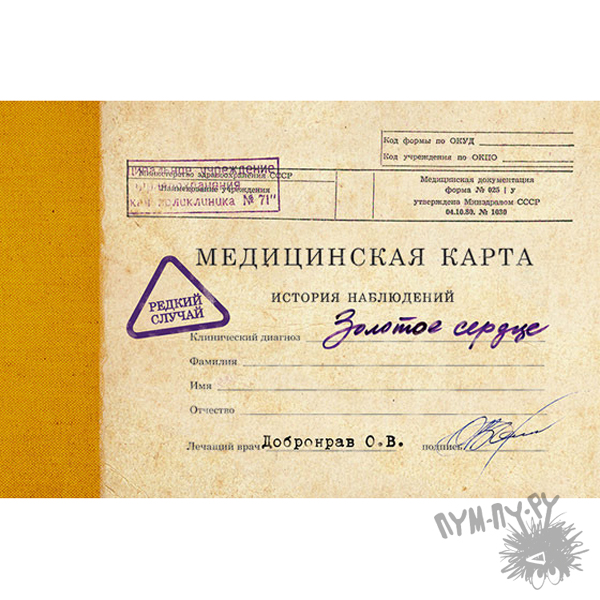 Код формы по ОКУД
Код учреждения по ОКПО
Министерство здравоохранения СССР
Наименование учреждения
учреждение
поликлиника № 71"
Медицинская документация
форма № 025 | у
утверждена Минздравом СССР
04.10.80. № 1030
МЕДИЦИНСКАЯ КАРТА
ИСТОРИЯ НАБЛЮДЕНИЙ
РЕДКИЙ
СЛУЧАЙ
Клинический диагноз Золотое сердце
Фамилия
Имя
Отчество
Лечащий врач Добронрав О.В. подпись
ПУМ-ПУ.РУ